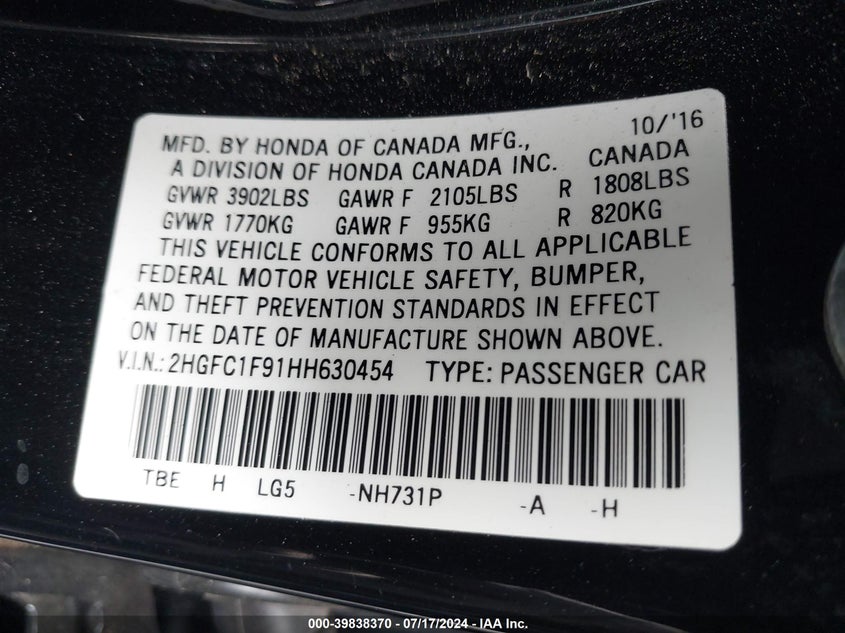 10/'16
MFD. BY HONDA OF CANADA MFG.,
A DIVISION OF HONDA CANADA INC. CANADA
GVWR 3902LBS GAWR F 2105LBS R 1808LBS
GVWR 1770KG GAWR F 955KG R 820KG
THIS VEHICLE CONFORMS TO ALL APPLICABLE
FEDERAL MOTOR VEHICLE SAFETY, BUMPER,
AND THEFT PREVENTION STANDARDS IN EFFECT
ON THE DATE OF MANUFACTURE SHOWN ABOVE.
V.I.N.: 2HGFC1F91HH630454 TYPE: PASSENGER CAR
TBE H LG5 -NH731P -A -H
000-39838370 - 07/17/2024 - IAA Inc.